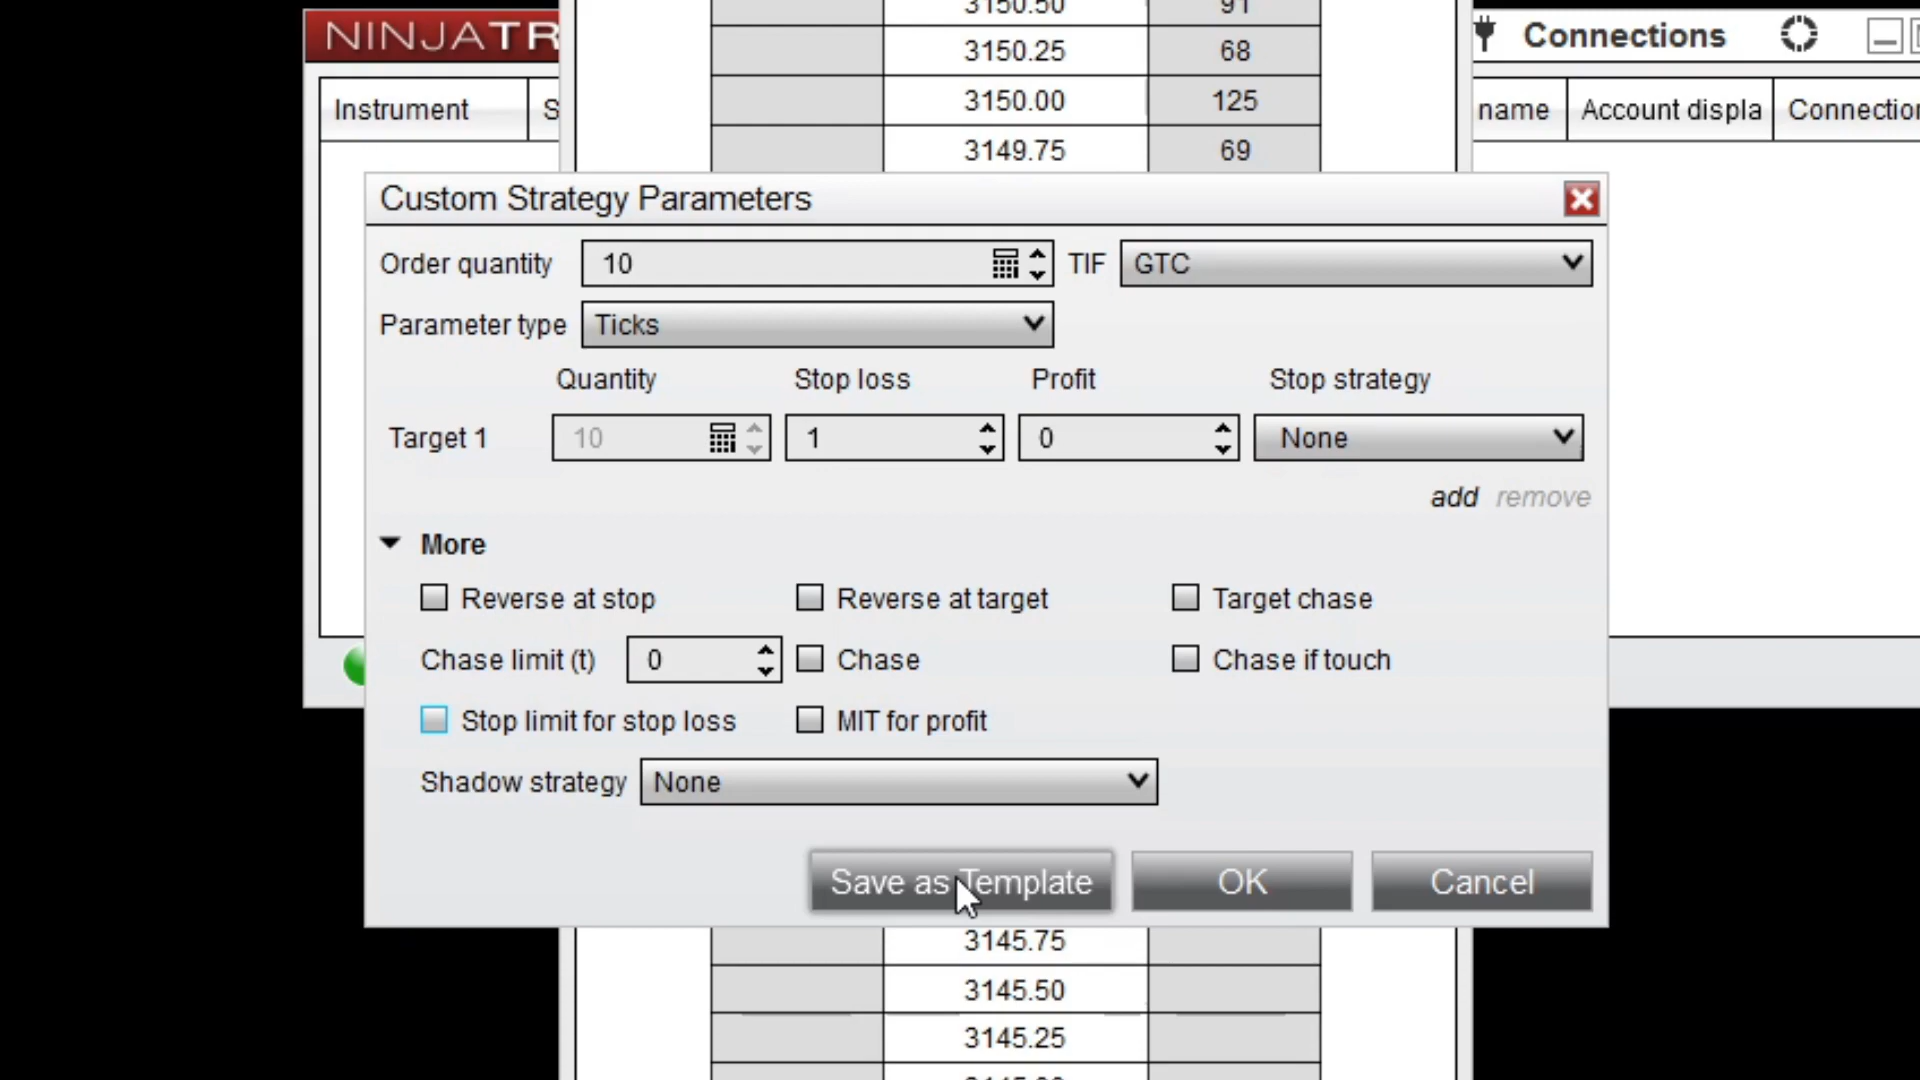 NINJATR
3150.50 91
Connections
3150.25 68
Instrument S
3150.00 125
name Account displa Connection
3149.75 69
Custom Strategy Parameters
Order quantity 10 TIF GTC
Parameter type Ticks
Quantity Stop loss Profit Stop strategy
Target 1 10 1 0 None
add remove
More
Reverse at stop Reverse at target Target chase
Chase limit (t) 0 Chase Chase if touch
Stop limit for stop loss MIT for profit
Shadow strategy None
Save as Template OK Cancel
3145.75
3145.50
3145.25